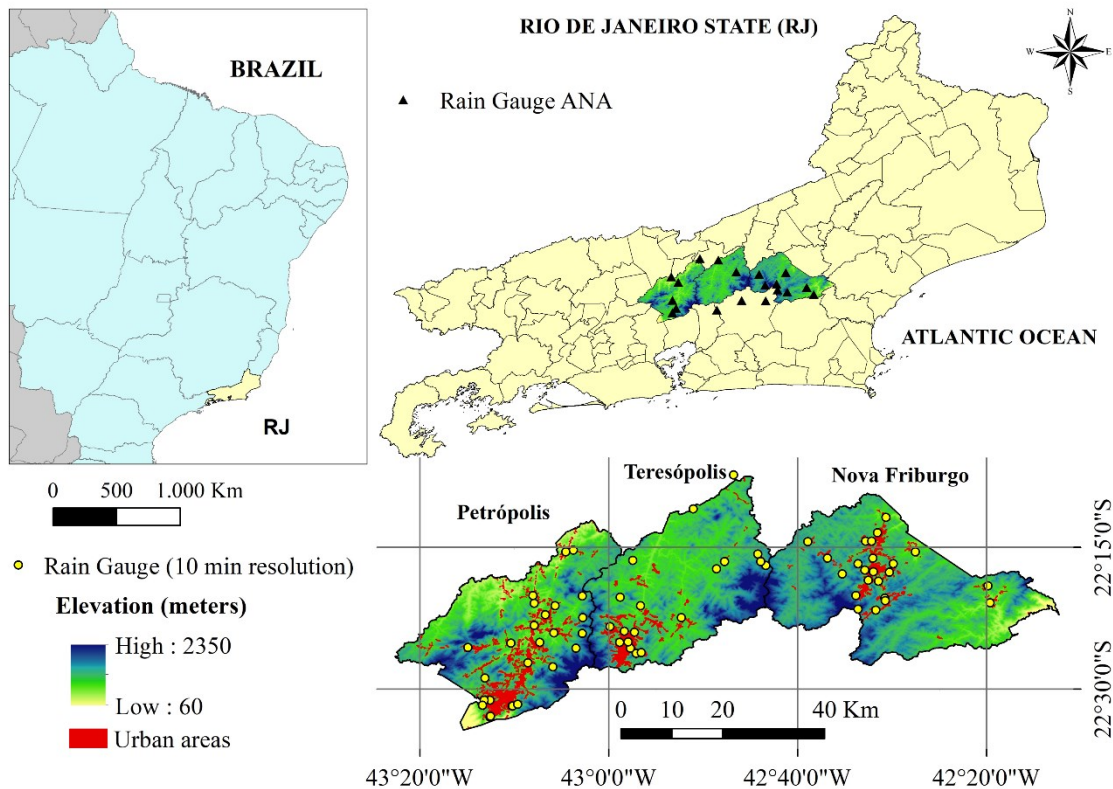 RIO DE JANEIRO STATE (RJ)
N
W
E
S
BRAZIL
Rain Gauge ANA
ATLANTIC OCEAN
RJ
0 500 1.000 Km
Rain Gauge (10 min resolution)
Elevation (meters)
High : 2350
Low : 60
Urban areas
Petrópolis
Teresópolis
Nova Friburgo
22°15'0"S
22°30'0"S
0 10 20 40 Km
43°20'0"W 43°0'0"W 42°40'0"W 42°20'0"W